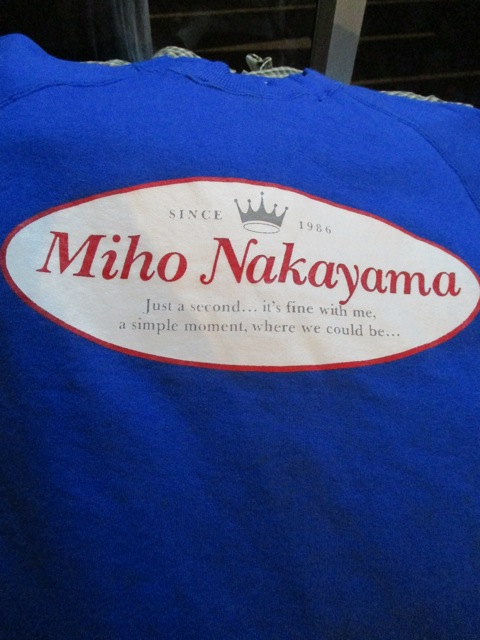 SINCE 1986
Miho Nakayama
Just a second... it's fine with me,
a simple moment, where we could be...